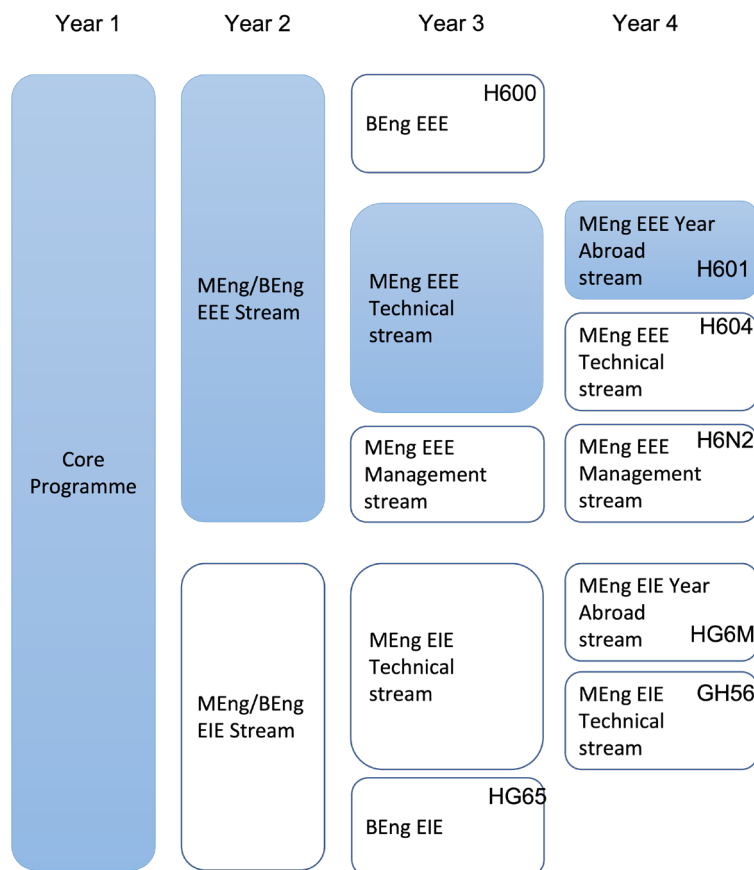 Year 1
Year 2
Year 3
Year 4
Core
Programme
MEng/BEng
EEE Stream
MEng/BEng
EIE Stream
H600
BEng EEE
MEng EEE
Technical
stream
MEng EEE
Management
stream
MEng EIE
Technical
stream
HG65
BEng EIE
MEng EEE Year
Abroad
stream
H601
H604
MEng EEE
Technical
stream
H6N2
MEng EEE
Management
stream
MEng EIE Year
Abroad
stream
HG6M
GH56
MEng EIE
Technical
stream